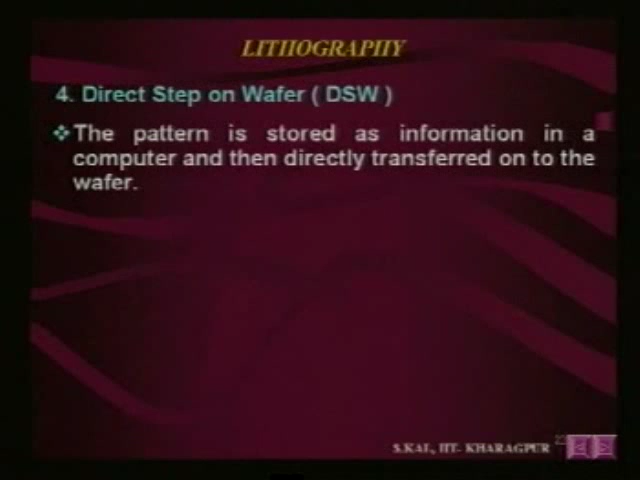 LITHOGRAPHY
4. Direct Step on Wafer ( DSW )
❖The pattern is stored as information in a
computer and then directly transferred on to the
wafer.
S.KAL, IIT- KHARAGPUR